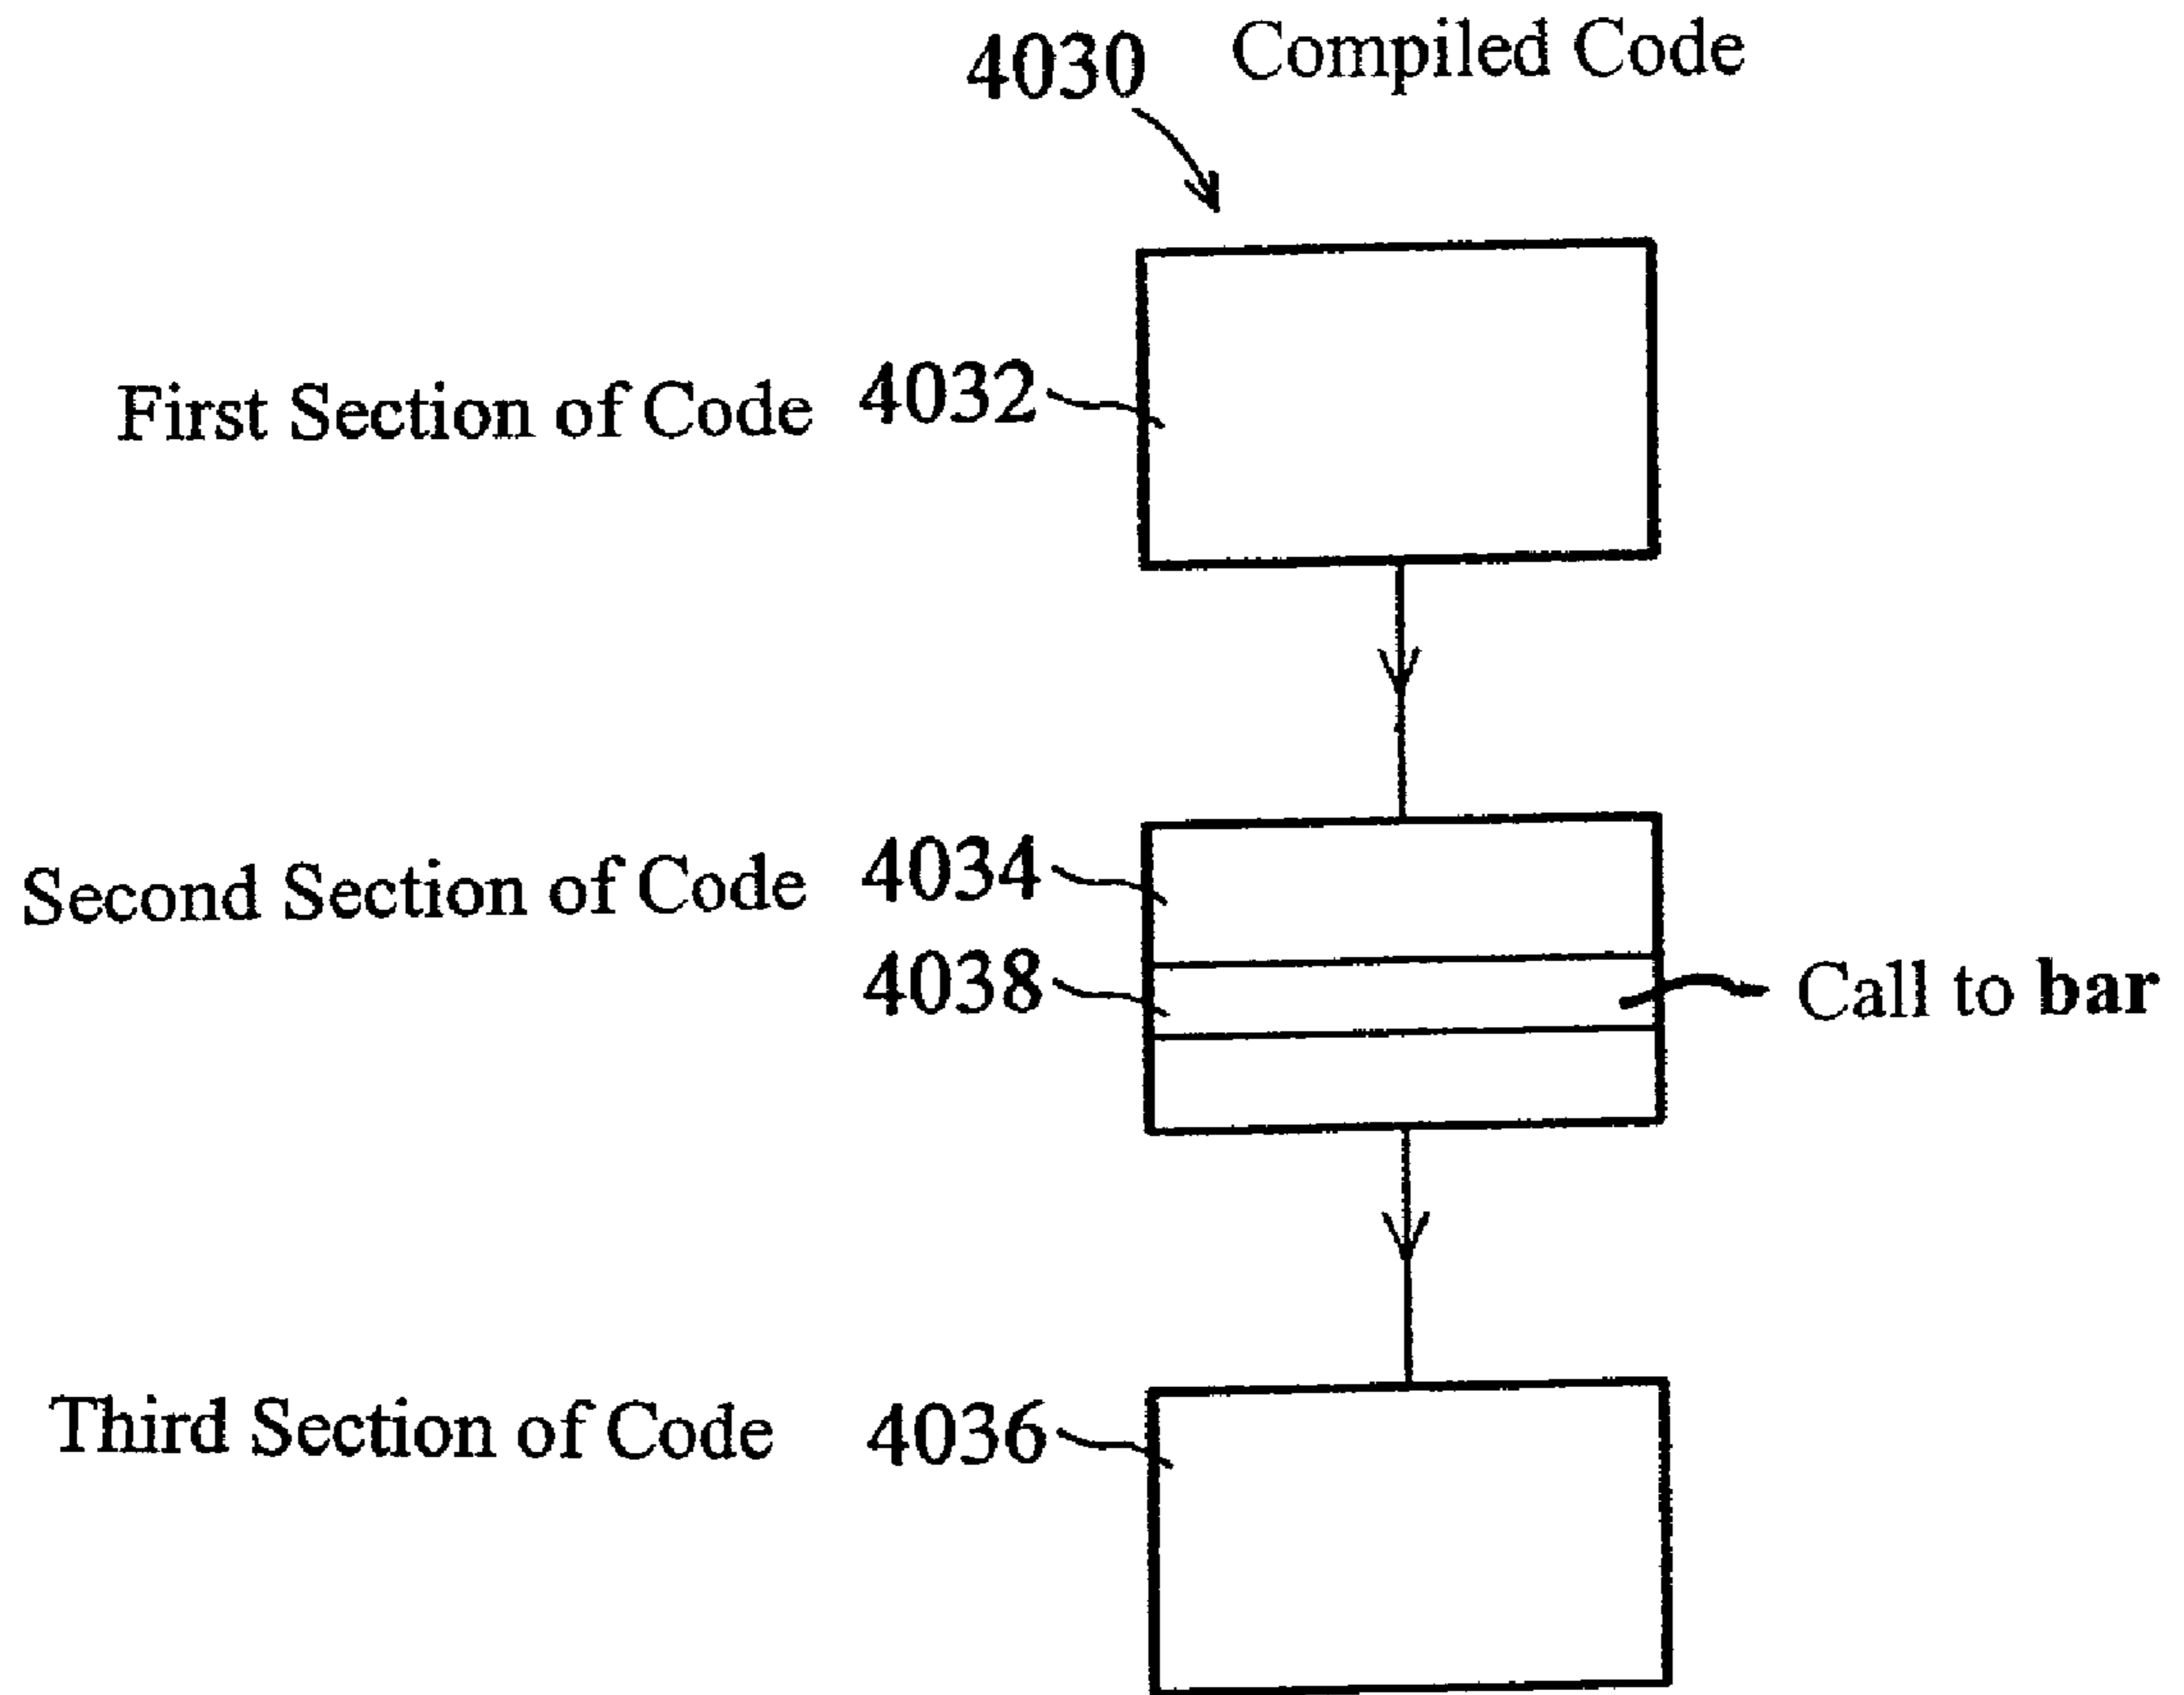 4030 Compiled Code
First Section of Code 4032
Second Section of Code 4034
4038 Call to bar
Third Section of Code 4036